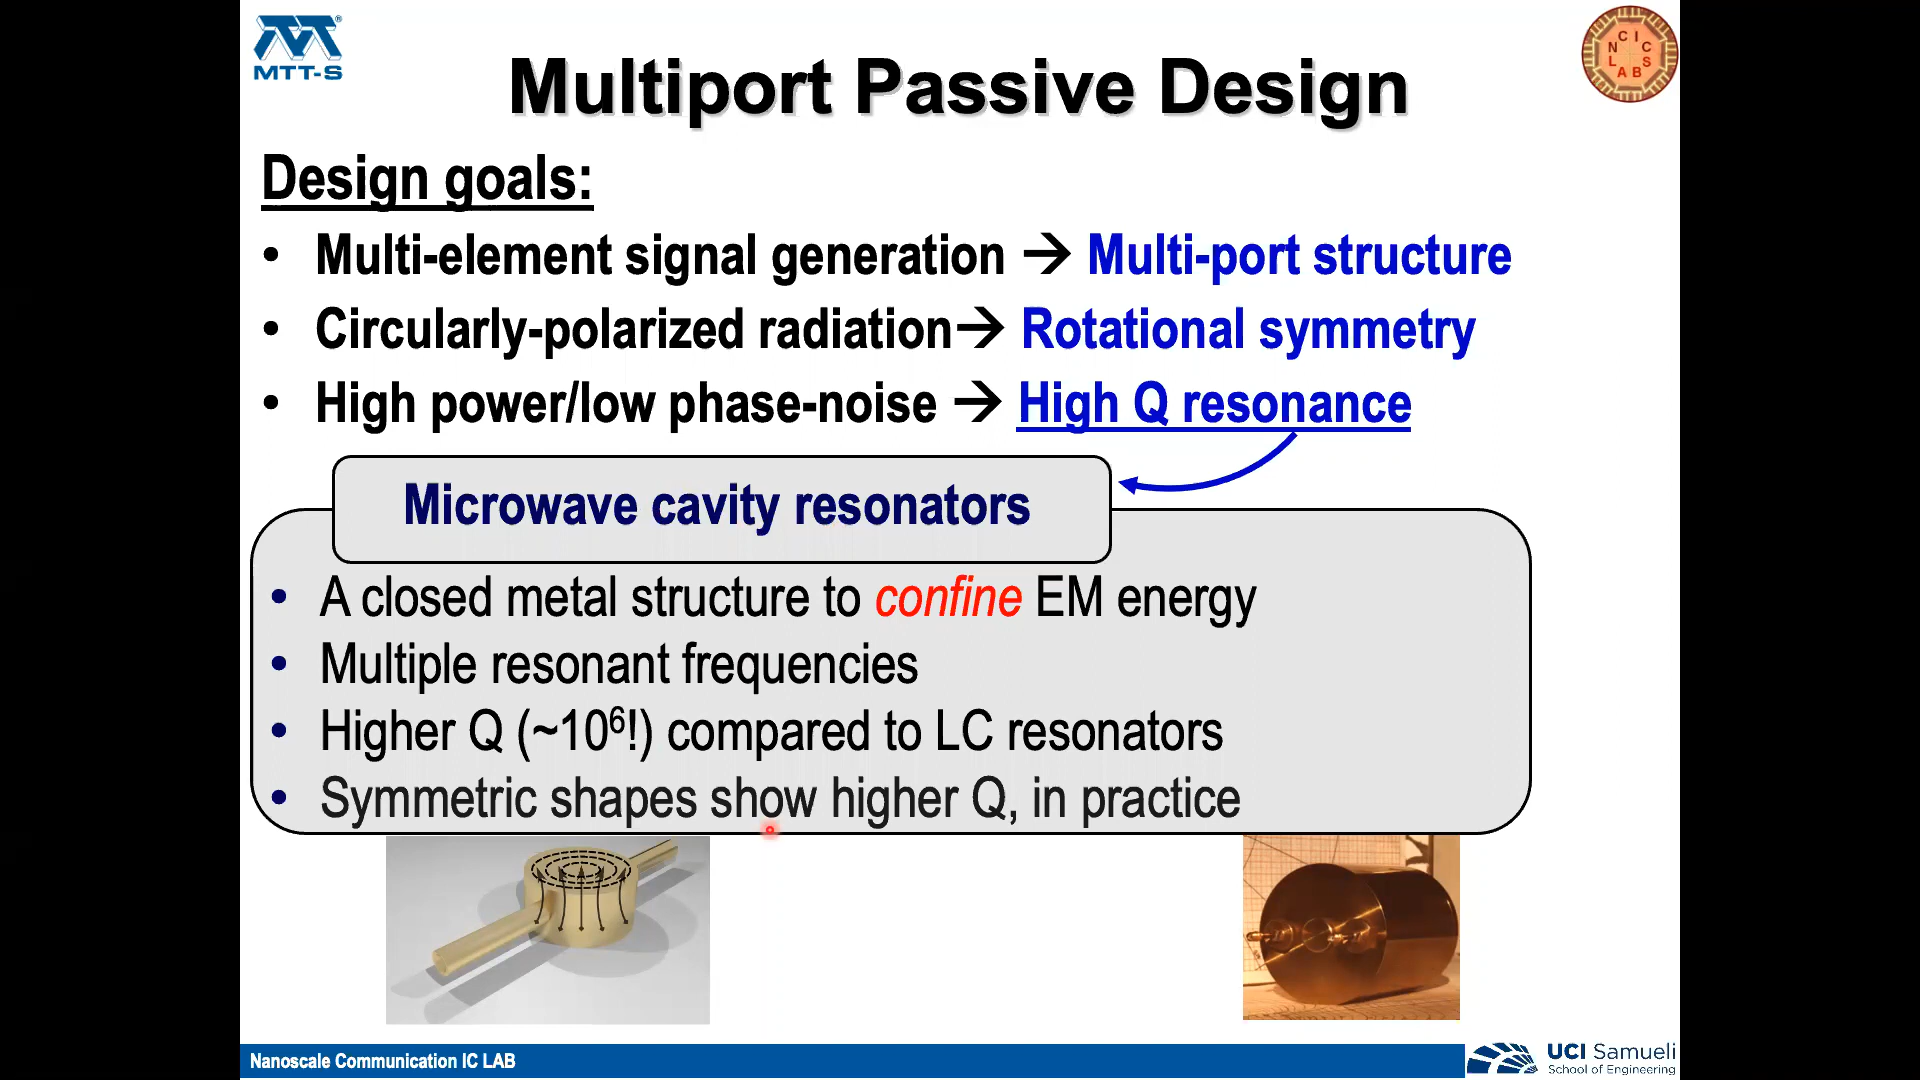 MTT-S®
NCICS LAB
Multiport Passive Design
Design goals:
• Multi-element signal generation → Multi-port structure
• Circularly-polarized radiation→ Rotational symmetry
• High power/low phase-noise → High Q resonance
Microwave cavity resonators
• A closed metal structure to confine EM energy
• Multiple resonant frequencies
• Higher Q (~10⁶!) compared to LC resonators
• Symmetric shapes show higher Q, in practice
Nanoscale Communication IC LAB
UCI Samueli
School of Engineering